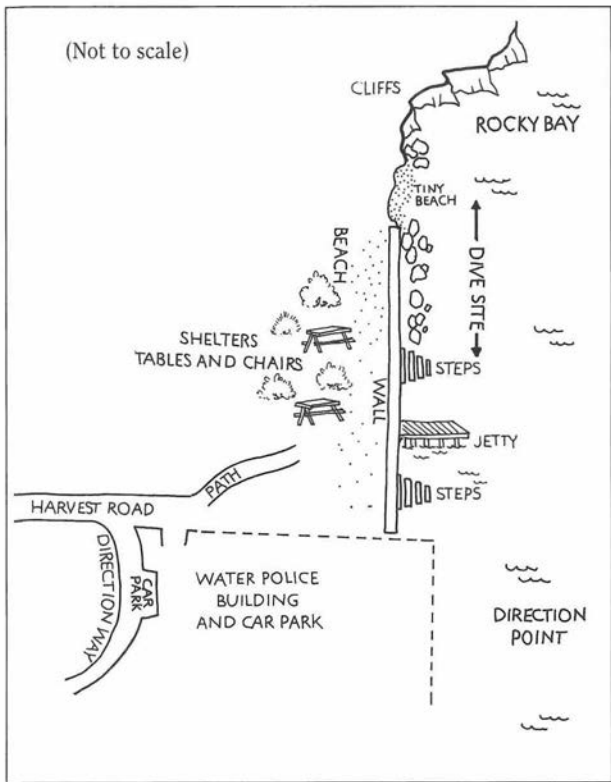 (Not to scale)
CLIFFS
ROCKY BAY
TINY
BEACH
BEACH
DIVE SITE
SHELTERS
TABLES AND CHAIRS
STEPS
WALL
JETTY
PATH
STEPS
HARVEST ROAD
DIRECTION WAY
CAR
PARK
WATER POLICE
BUILDING
AND CAR PARK
DIRECTION
POINT